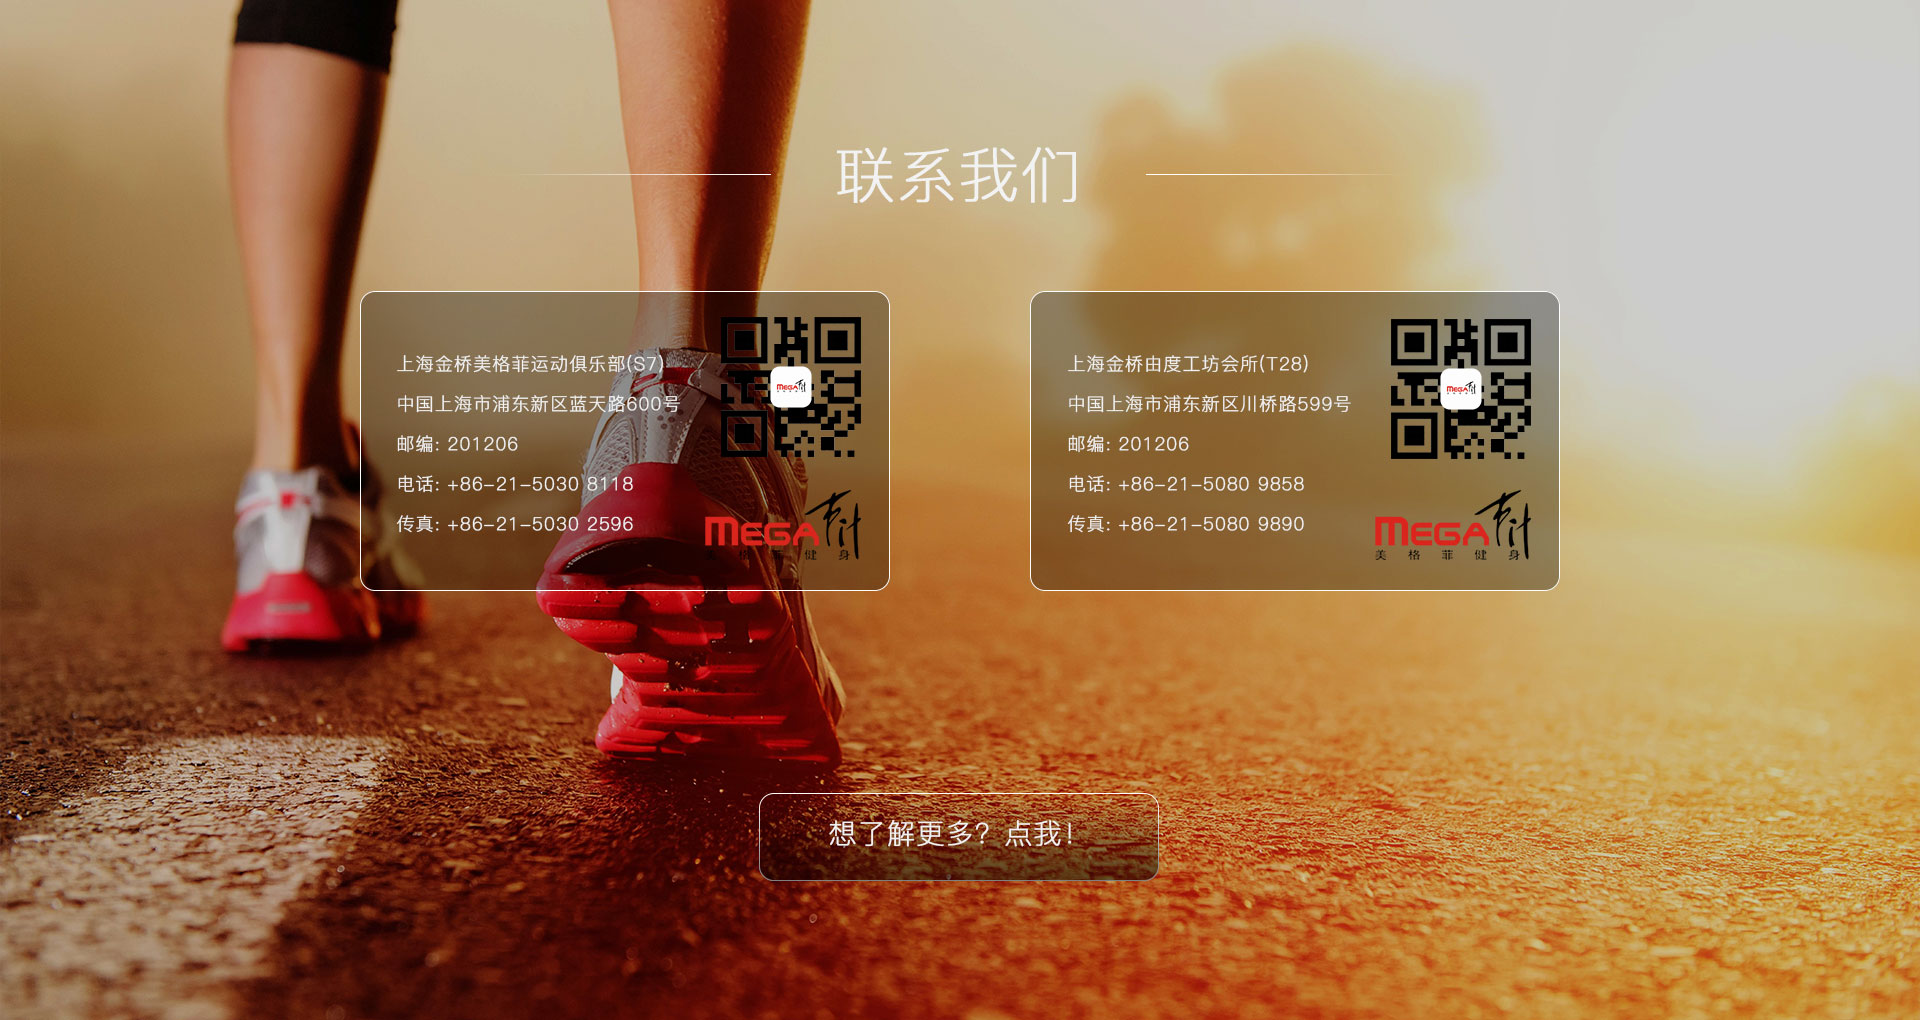 联系我们
上海金桥美格菲运动俱乐部(S7)
中国上海市浦东新区蓝天路600号
邮编: 201206
电话: +86-21-5030 8118
传真: +86-21-5030 2596
MEGA
美格菲健身
上海金桥由度工坊会所(T28)
中国上海市浦东新区川桥路599号
邮编: 201206
电话: +86-21-5080 9858
传真: +86-21-5080 9890
MEGA
美格菲健身
想了解更多? 点我!